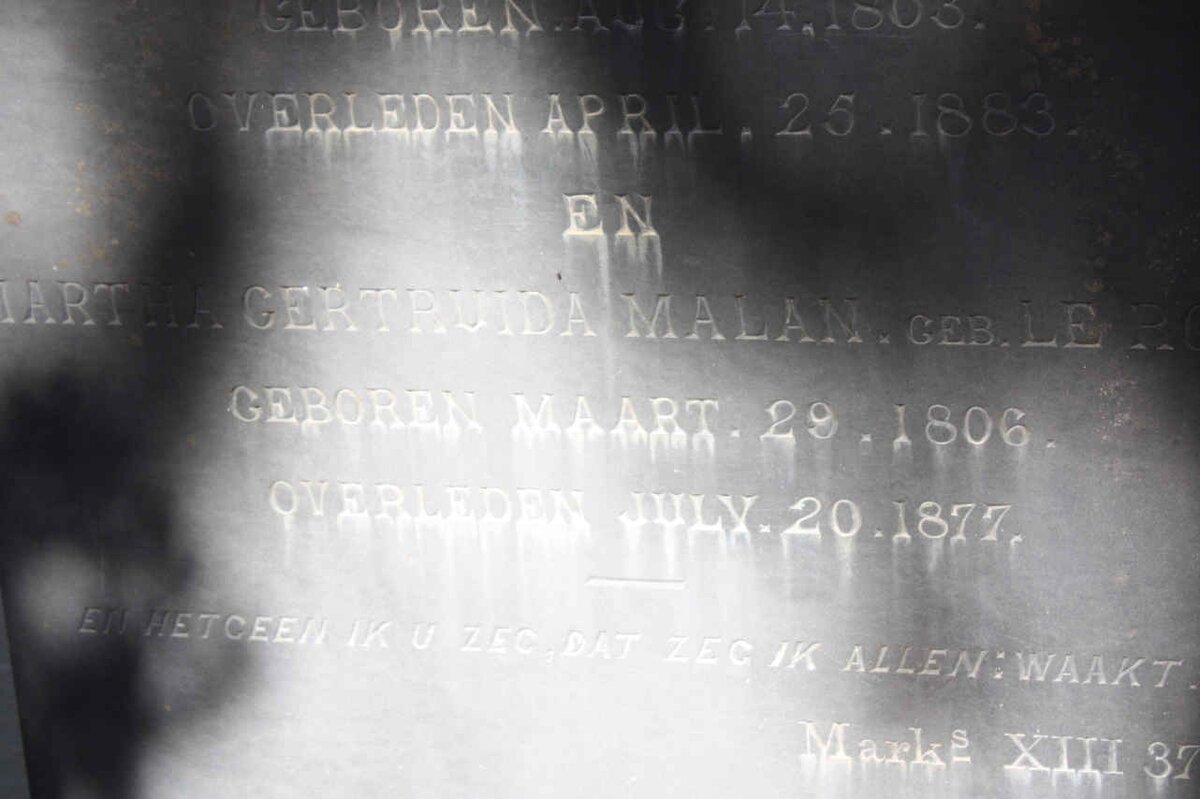 GEBOREN. AUG. 14, 1803.
OVERLEDEN APRIL. 25. 1883.
EN
MARTHA GERTRUIDA MALAN. GEB. LE RO
GEBOREN MAART. 29. 1806.
OVERLEDEN JULY. 20. 1877.
EN HETGEEN IK U ZEG, DAT ZEG IK ALLEN: WAAKT.
Marks XIII 37